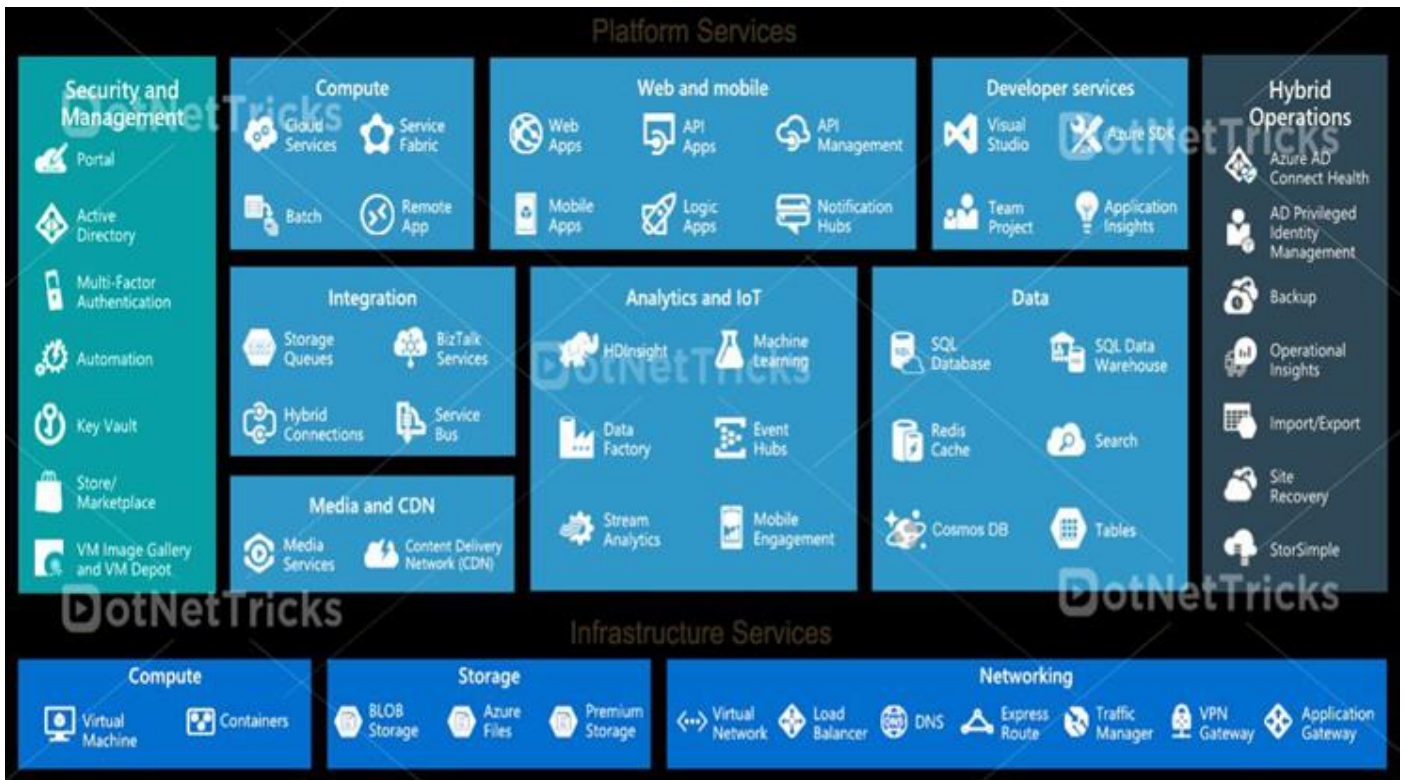 Platform Services
Security and
Management
Portal
Active
Directory
Multi-Factor
Authentication
Automation
Key Vault
Store/
Marketplace
VM Image Gallery
and VM Depot
Compute
Cloud
Services
Service
Fabric
Batch
Remote
App
Web and mobile
Web
Apps
API
Apps
API
Management
Mobile
Apps
Logic
Apps
Notification
Hubs
Developer services
Visual
Studio
Azure SDK
Team
Project
Application
Insights
Integration
Storage
Queues
BizTalk
Services
Hybrid
Connections
Service
Bus
Analytics and IoT
HDInsight
Machine
Learning
Data
Factory
Event
Hubs
Stream
Analytics
Mobile
Engagement
Data
SQL
Database
SQL Data
Warehouse
Redis
Cache
Search
Cosmos DB
Tables
Media and CDN
Media
Services
Content Delivery
Network (CDN)
Hybrid
Operations
Azure AD
Connect Health
AD Privileged
Identity
Management
Backup
Operational
Insights
Import/Export
Site
Recovery
StorSimple
DotNetTricks
DotNetTricks
DotNetTricks
DotNetTricks
DotNetTricks
Infrastructure Services
Compute
Virtual
Machine
Containers
Storage
BLOB
Storage
Azure
Files
Premium
Storage
Networking
Virtual
Network
Load
Balancer
DNS
DNS
Express
Route
Traffic
Manager
VPN
Gateway
Application
Gateway